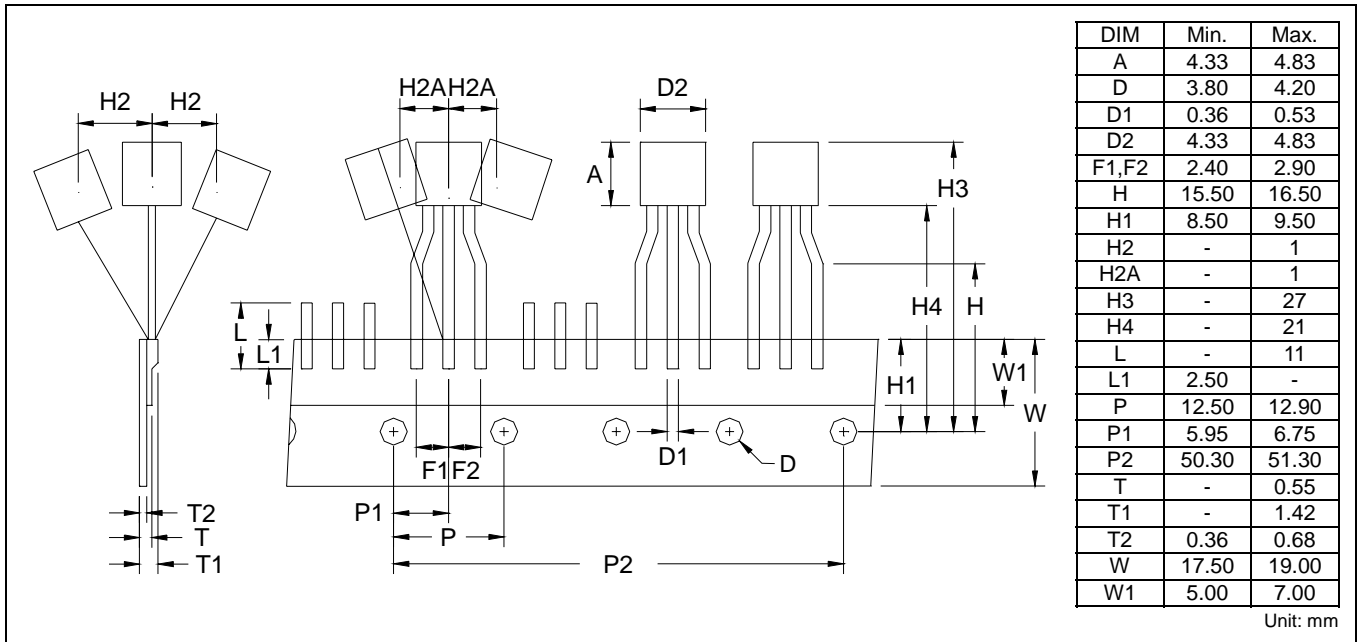 H2 H2
H2A H2A
D2
A
H3
H4
H
L
L1
H1
W1
W
F1 F2
D1
D
P1
P
P2
T2
T
T1
DIM Min. Max.
A 4.33 4.83
D 3.80 4.20
D1 0.36 0.53
D2 4.33 4.83
F1,F2 2.40 2.90
H 15.50 16.50
H1 8.50 9.50
H2 - 1
H2A - 1
H3 - 27
H4 - 21
L - 11
L1 2.50 -
P 12.50 12.90
P1 5.95 6.75
P2 50.30 51.30
T - 0.55
T1 - 1.42
T2 0.36 0.68
W 17.50 19.00
W1 5.00 7.00
Unit: mm